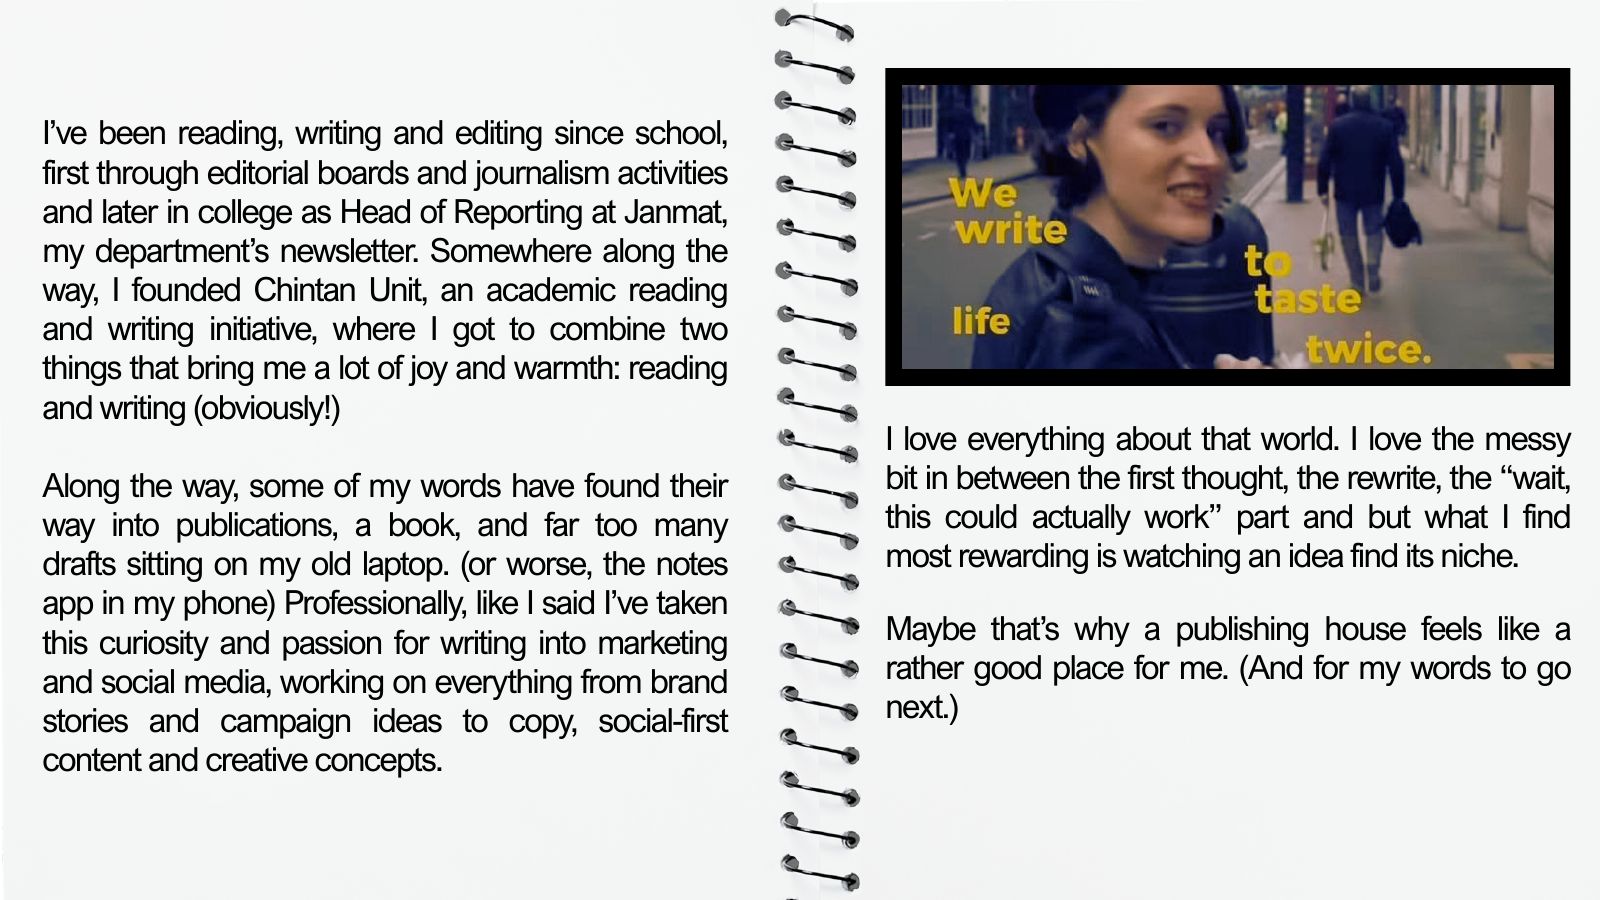 I’ve been reading, writing and editing since school,
first through editorial boards and journalism activities
and later in college as Head of Reporting at Janmat,
my department’s newsletter. Somewhere along the
way, I founded Chintan Unit, an academic reading
and writing initiative, where I got to combine two
things that bring me a lot of joy and warmth: reading
and writing (obviously!)
Along the way, some of my words have found their
way into publications, a book, and far too many
drafts sitting on my old laptop. (or worse, the notes
app in my phone) Professionally, like I said I’ve taken
this curiosity and passion for writing into marketing
and social media, working on everything from brand
stories and campaign ideas to copy, social-first
content and creative concepts.
We
write
life
to
taste
twice.
I love everything about that world. I love the messy
bit in between the first thought, the rewrite, the “wait,
this could actually work” part and but what I find
most rewarding is watching an idea find its niche.
Maybe that’s why a publishing house feels like a
rather good place for me. (And for my words to go
next.)